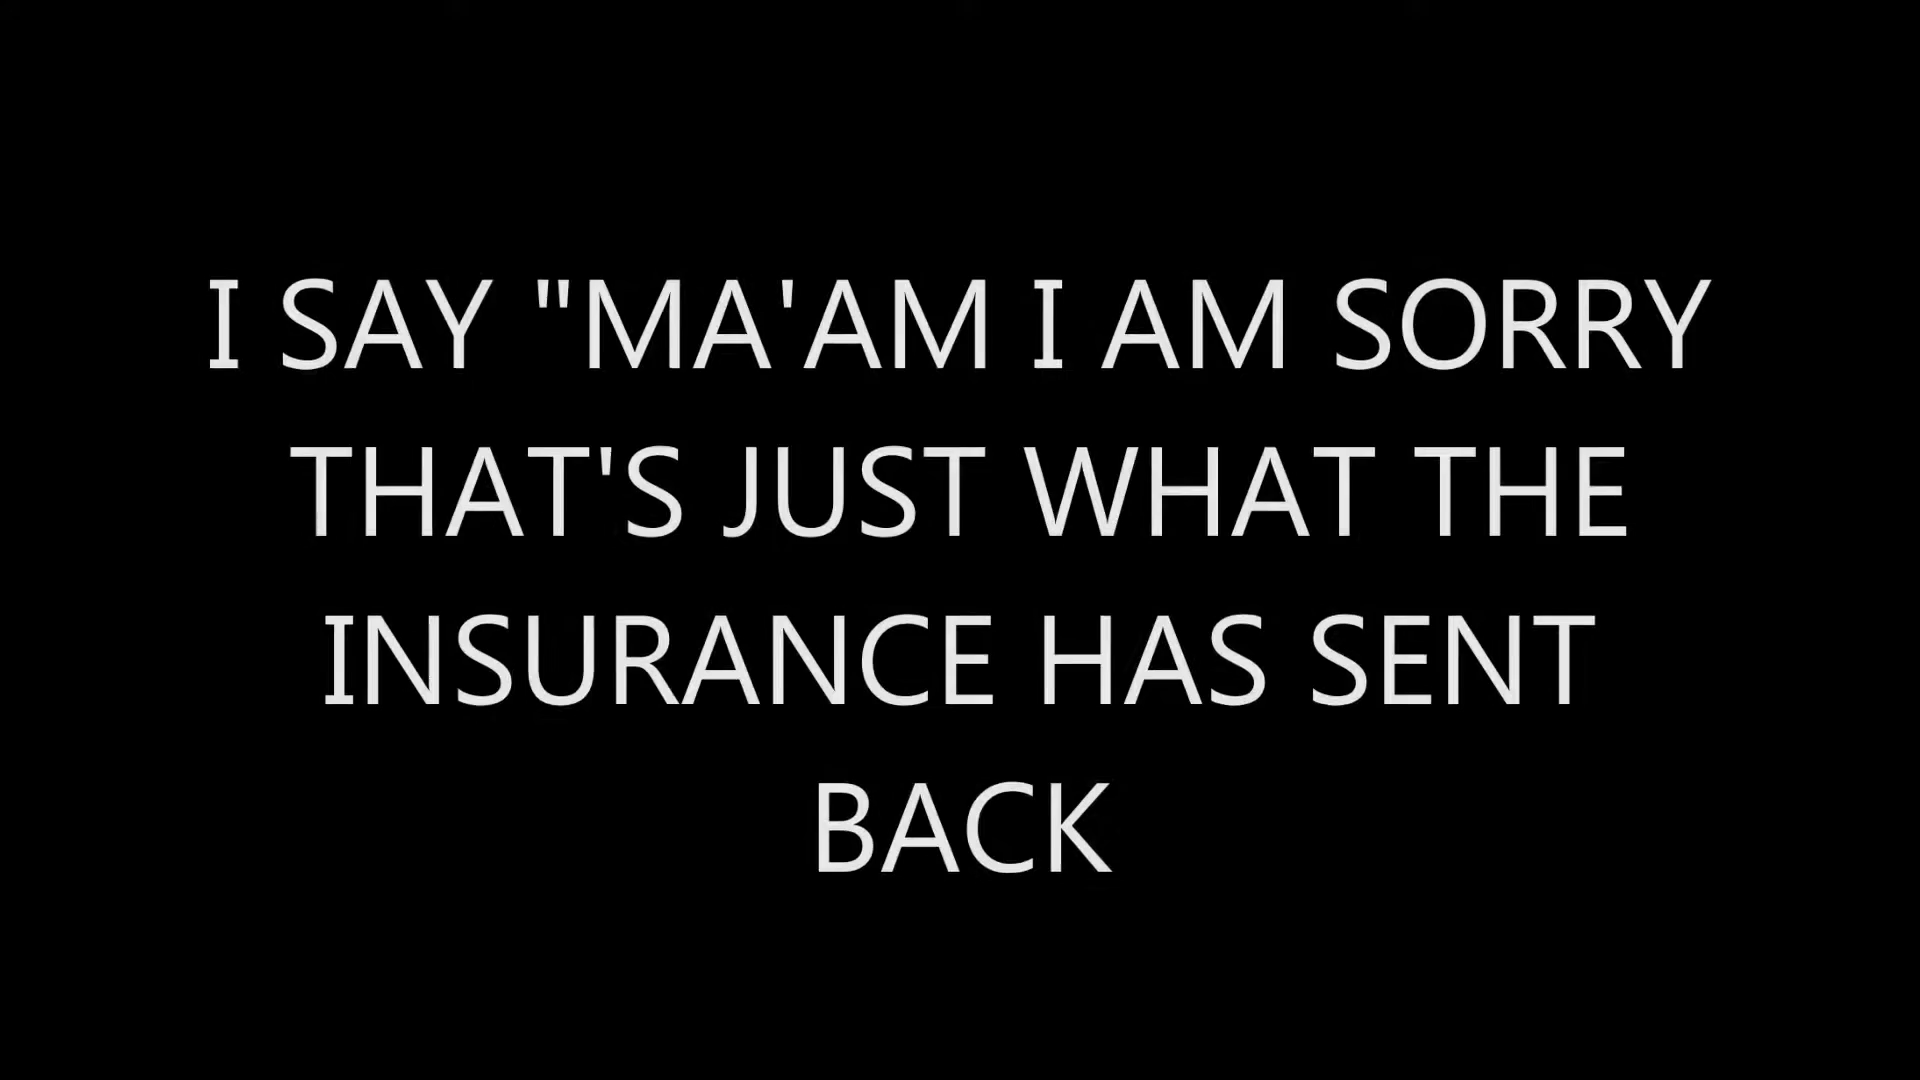 I SAY "MA'AM I AM SORRY
THAT'S JUST WHAT THE
INSURANCE HAS SENT
BACK